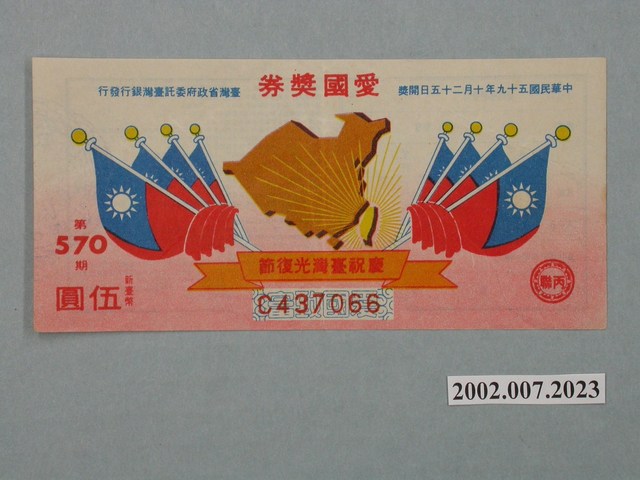 愛國獎券
中華民國五十九年十月二十五日開獎
臺灣省政府委託臺灣銀行發行
第
570
期
新臺幣
伍圓
慶祝臺灣光復節
C437066
丙聯
2002.007.2023